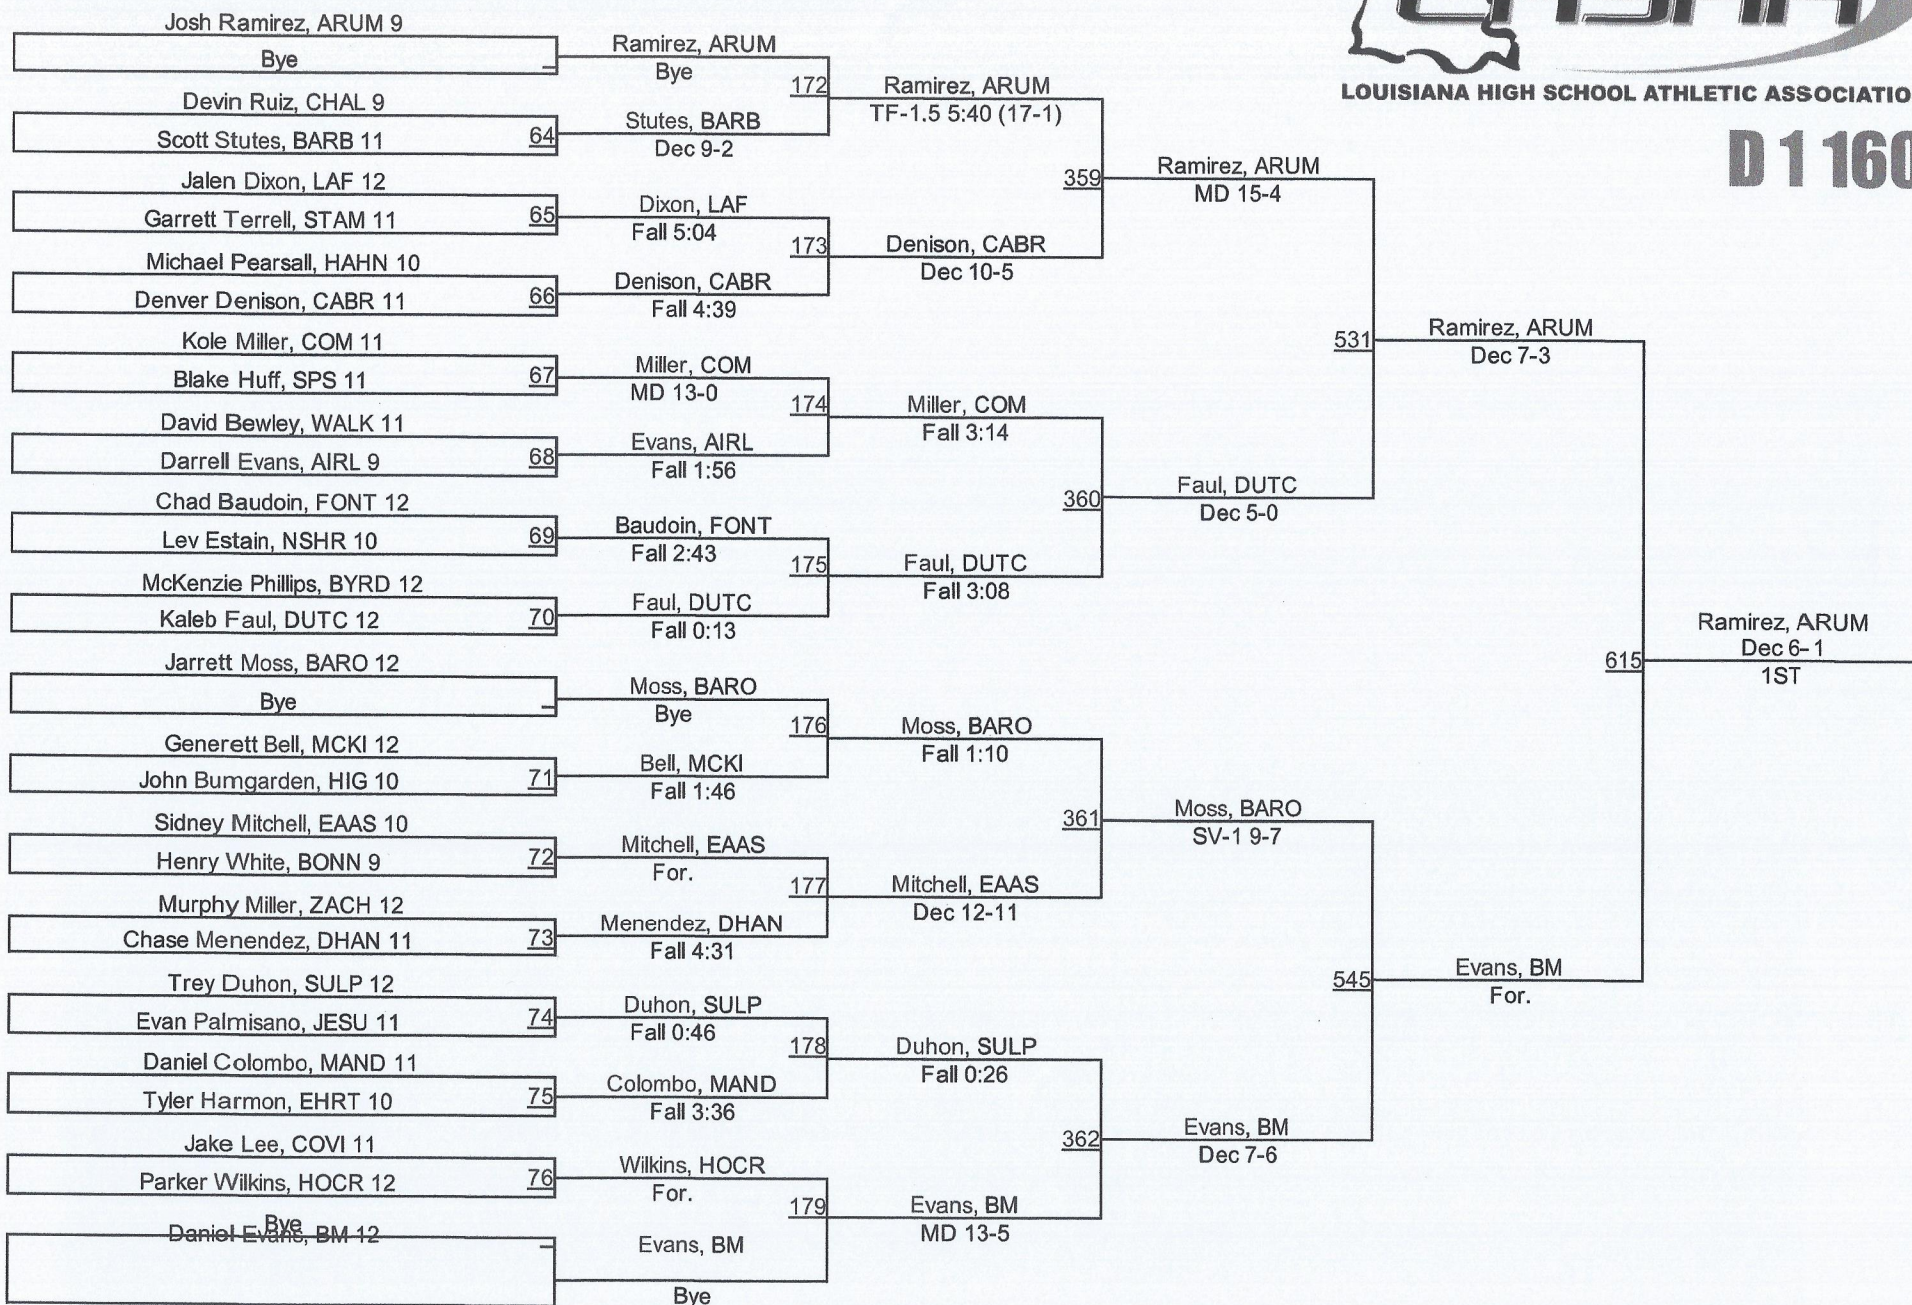 LOUISIANA HIGH SCHOOL ATHLETIC ASSOCIATIO
D 1 160
Josh Ramirez, ARUM 9
Bye
Devin Ruiz, CHAL 9
Scott Stutes, BARB 11
64
Jalen Dixon, LAF 12
Garrett Terrell, STAM 11
65
Michael Pearsall, HAHN 10
Denver Denison, CABR 11
66
Kole Miller, COM 11
Blake Huff, SPS 11
67
David Bewley, WALK 11
Darrell Evans, AIRL 9
68
Chad Baudoin, FONT 12
Lev Estain, NSHR 10
69
McKenzie Phillips, BYRD 12
Kaleb Faul, DUTC 12
70
Jarrett Moss, BARO 12
Bye
Generett Bell, MCKI 12
John Bumgarden, HIG 10
71
Sidney Mitchell, EAAS 10
Henry White, BONN 9
72
Murphy Miller, ZACH 12
Chase Menendez, DHAN 11
73
Trey Duhon, SULP 12
Evan Palmisano, JESU 11
74
Daniel Colombo, MAND 11
Tyler Harmon, EHRT 10
75
Jake Lee, COVI 11
Parker Wilkins, HOCR 12
76
Bye
Daniel Evans, BM 12
Ramirez, ARUM
Bye
172
Stutes, BARB
Dec 9-2
Dixon, LAF
Fall 5:04
173
Denison, CABR
Fall 4:39
Miller, COM
MD 13-0
174
Evans, AIRL
Fall 1:56
Baudoin, FONT
Fall 2:43
175
Faul, DUTC
Fall 0:13
Moss, BARO
Bye
176
Bell, MCKI
Fall 1:46
Mitchell, EAAS
For.
177
Menendez, DHAN
Fall 4:31
Duhon, SULP
Fall 0:46
178
Colombo, MAND
Fall 3:36
Wilkins, HOCR
For.
179
Evans, BM
Bye
Ramirez, ARUM
TF-1.5 5:40 (17-1)
359
Denison, CABR
Dec 10-5
Miller, COM
Fall 3:14
360
Faul, DUTC
Fall 3:08
Moss, BARO
Fall 1:10
361
Mitchell, EAAS
Dec 12-11
Duhon, SULP
Fall 0:26
362
Evans, BM
MD 13-5
Ramirez, ARUM
MD 15-4
531
Faul, DUTC
Dec 5-0
Moss, BARO
SV-1 9-7
545
Evans, BM
Dec 7-6
Ramirez, ARUM
Dec 7-3
615
Evans, BM
For.
Ramirez, ARUM
Dec 6-1
1ST